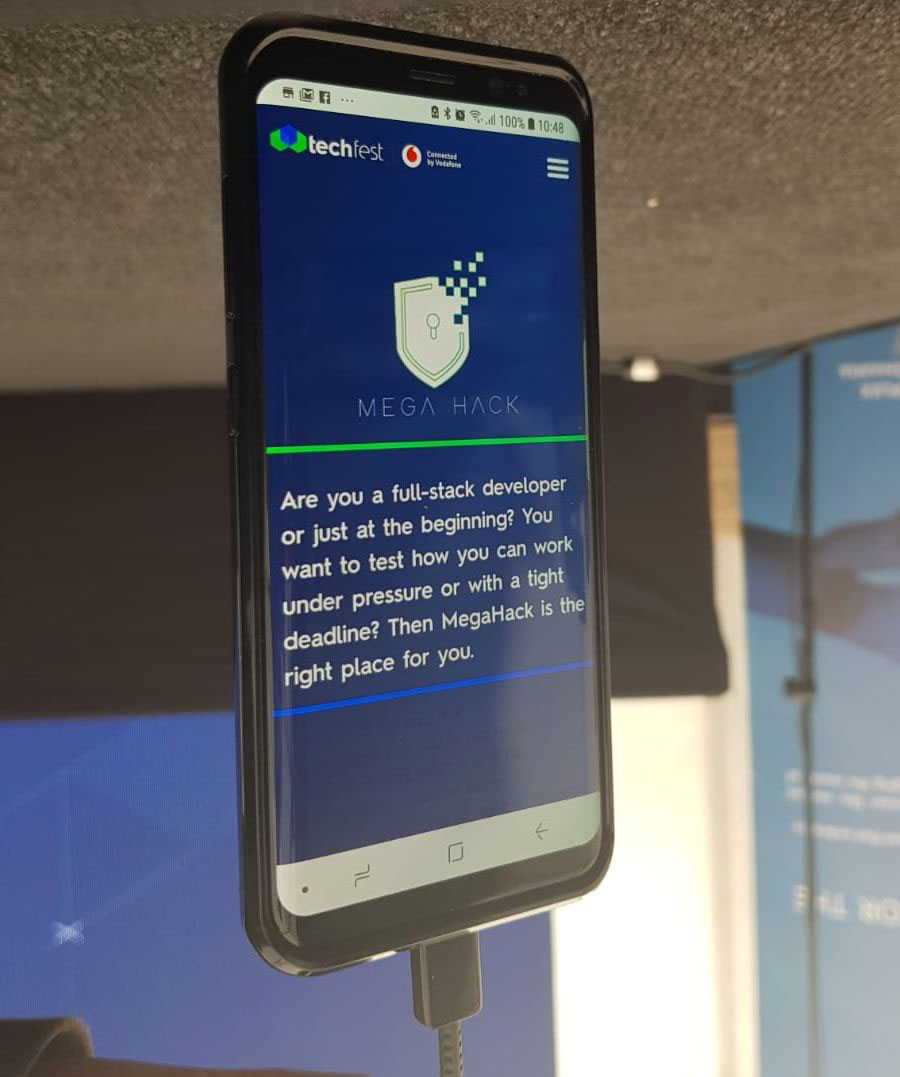 100% 10:48
techfest
Connected
by Vodafone
MEGA HACK
Are you a full-stack developer
or just at the beginning? You
want to test how you can work
under pressure or with a tight
deadline? Then MegaHack is the
right place for you.